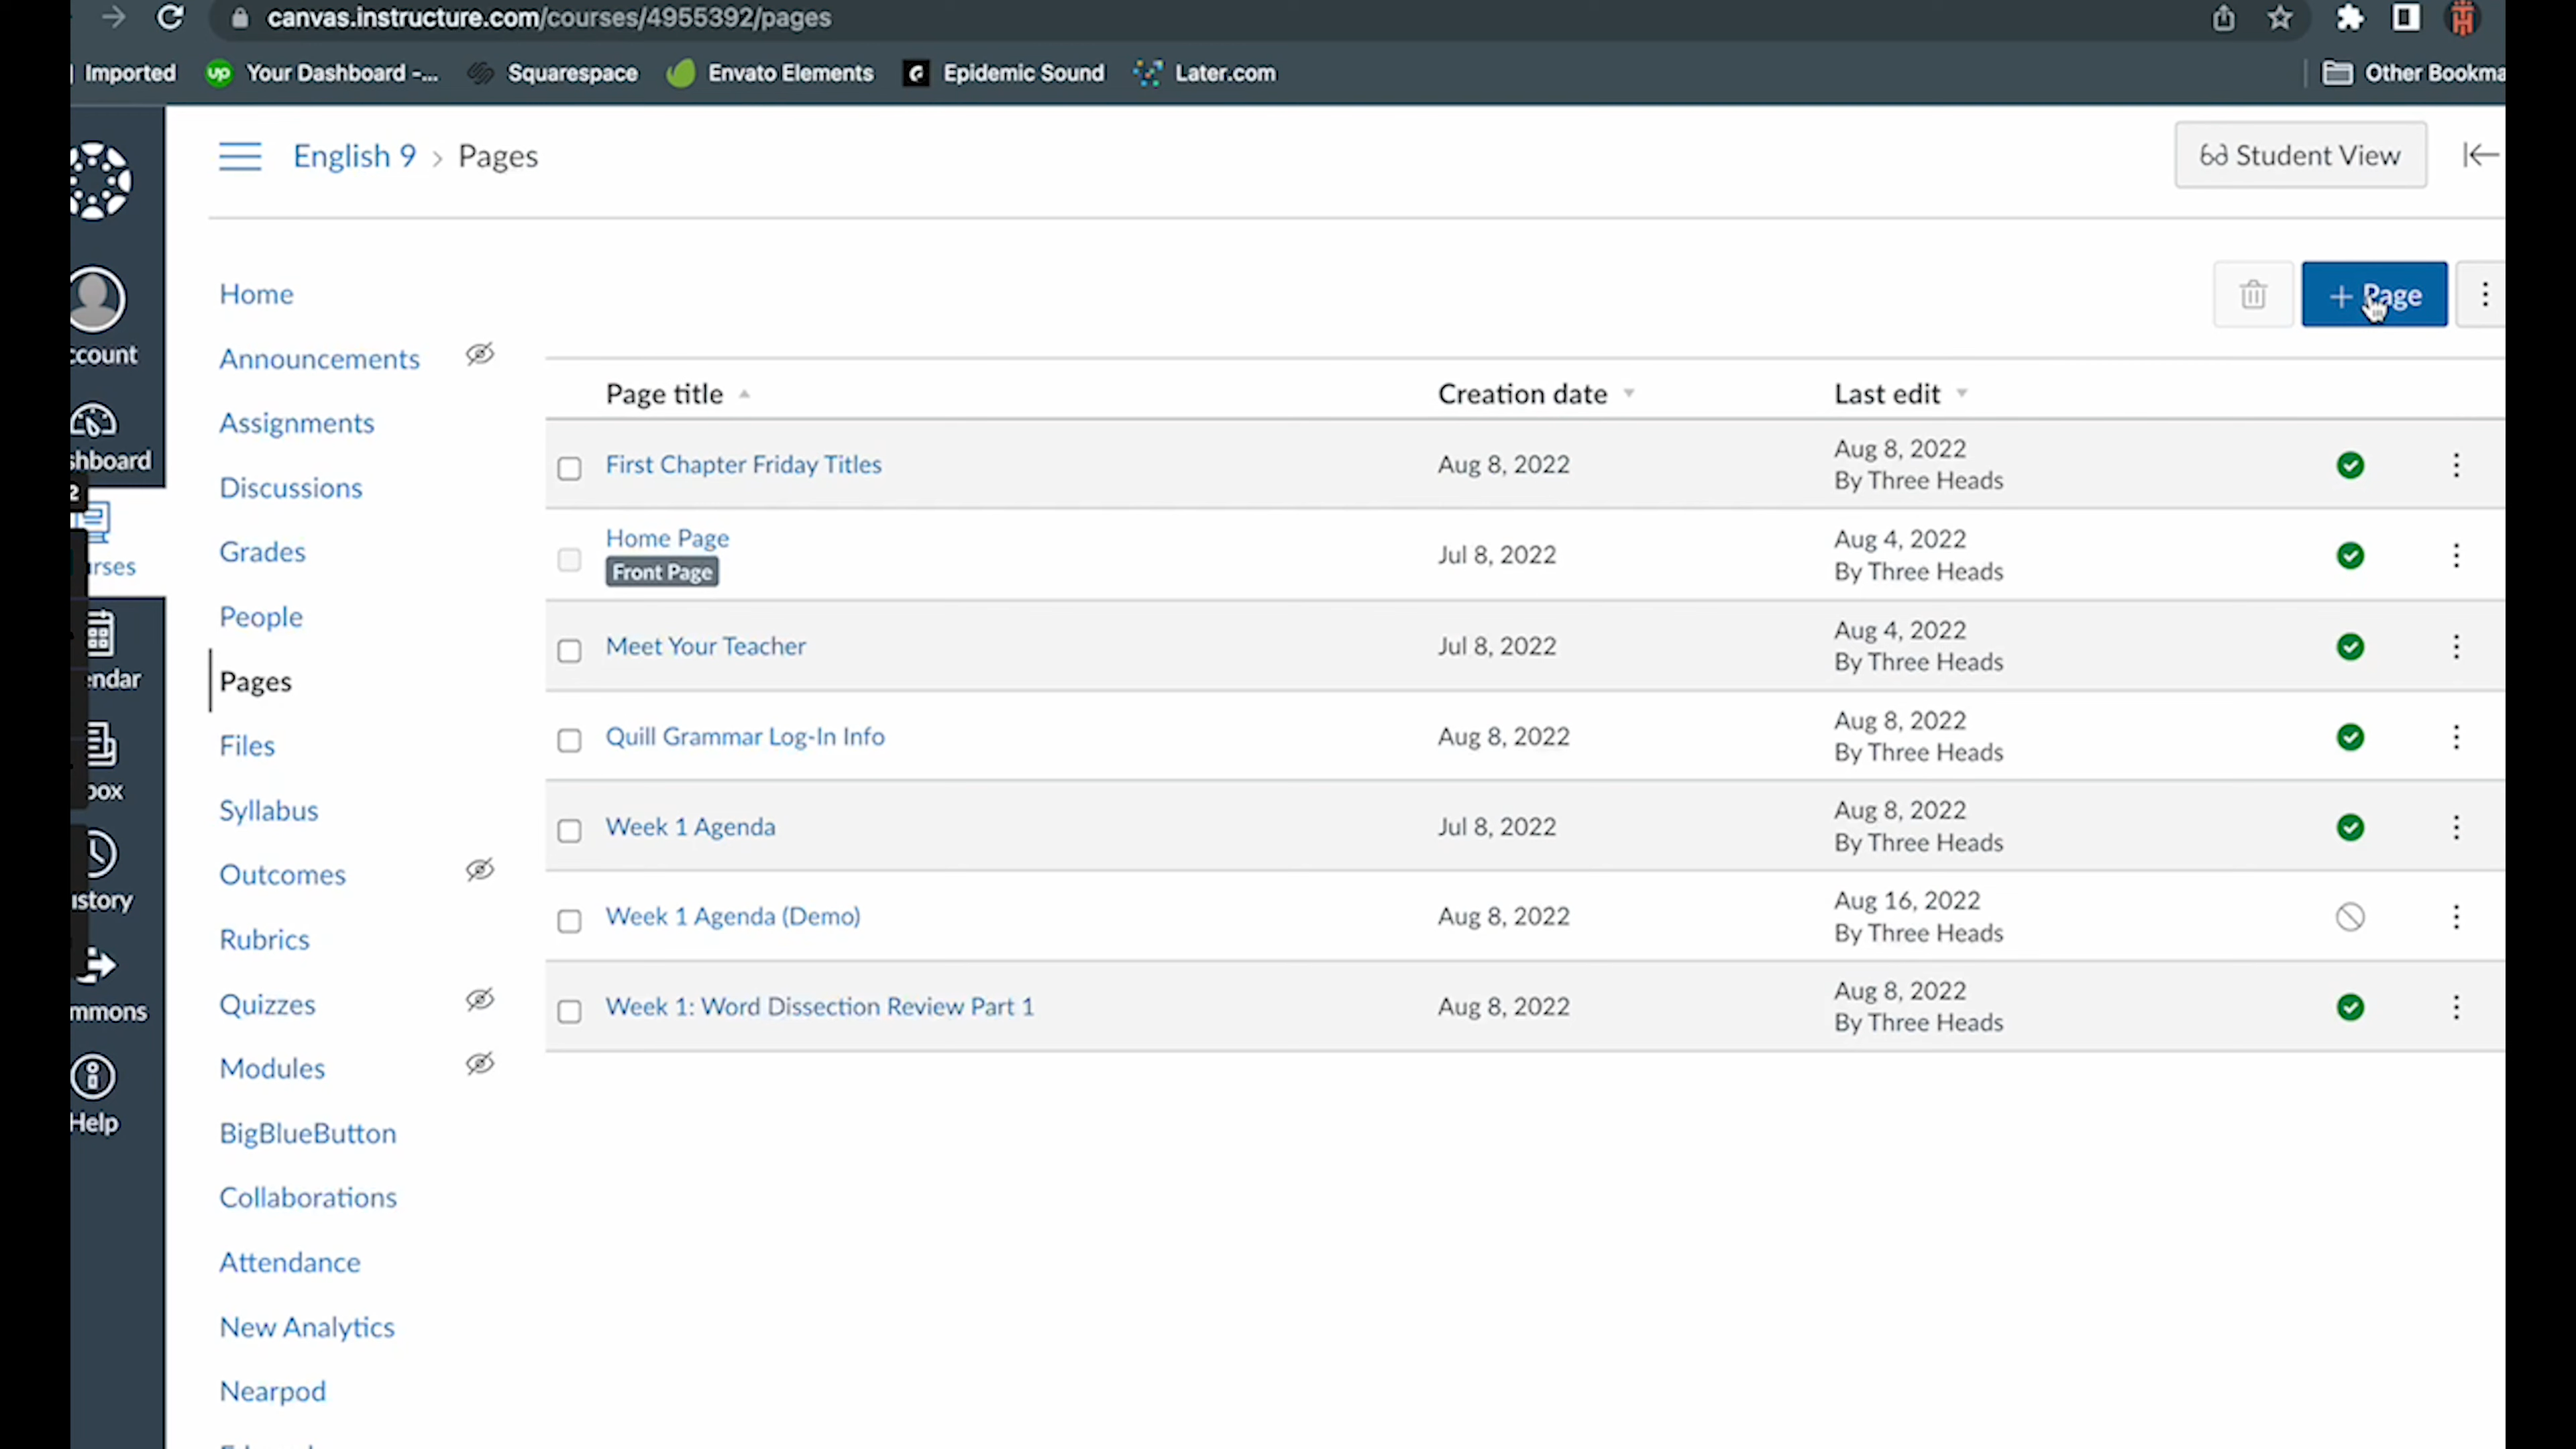 canvas.instructure.com/courses/4955392/pages
Imported
up Your Dashboard -...
Squarespace
Envato Elements
Epidemic Sound
Later.com
Other Bookma
English 9 > Pages
Student View
+ Page
ccount
shboard
2
rses
endar
box
istory
mmons
Help
Home
Announcements
Assignments
Discussions
Grades
People
Pages
Files
Syllabus
Outcomes
Rubrics
Quizzes
Modules
BigBlueButton
Collaborations
Attendance
New Analytics
Nearpod
Page title Creation date Last edit
First Chapter Friday Titles Aug 8, 2022 Aug 8, 2022
By Three Heads
Home Page Jul 8, 2022 Aug 4, 2022
Front Page By Three Heads
Meet Your Teacher Jul 8, 2022 Aug 4, 2022
By Three Heads
Quill Grammar Log-In Info Aug 8, 2022 Aug 8, 2022
By Three Heads
Week 1 Agenda Jul 8, 2022 Aug 8, 2022
By Three Heads
Week 1 Agenda (Demo) Aug 8, 2022 Aug 16, 2022
By Three Heads
Week 1: Word Dissection Review Part 1 Aug 8, 2022 Aug 8, 2022
By Three Heads